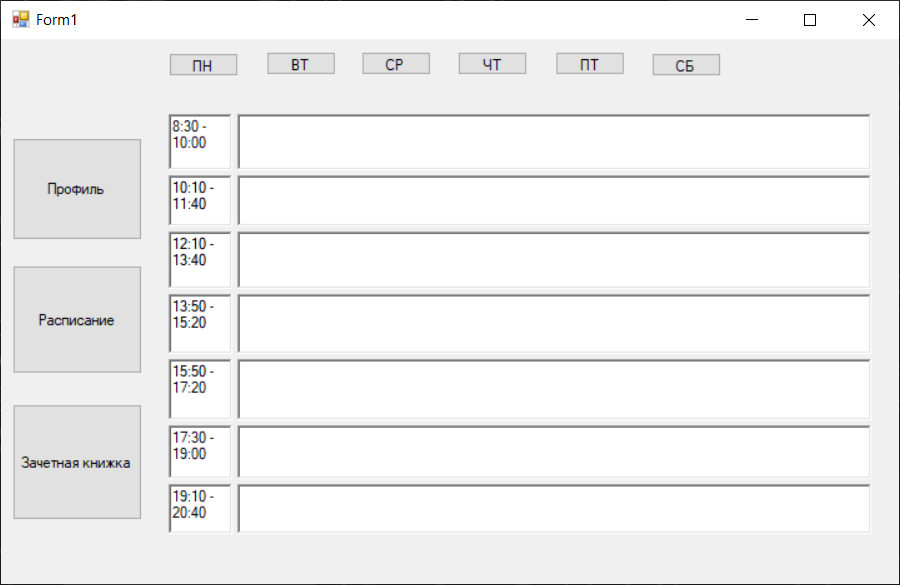 Form1
ПН ВТ СР ЧТ ПТ СБ
8:30 -
10:00
Профиль
10:10 -
11:40
12:10 -
13:40
Расписание
13:50 -
15:20
15:50 -
17:20
Зачетная книжка
17:30 -
19:00
19:10 -
20:40